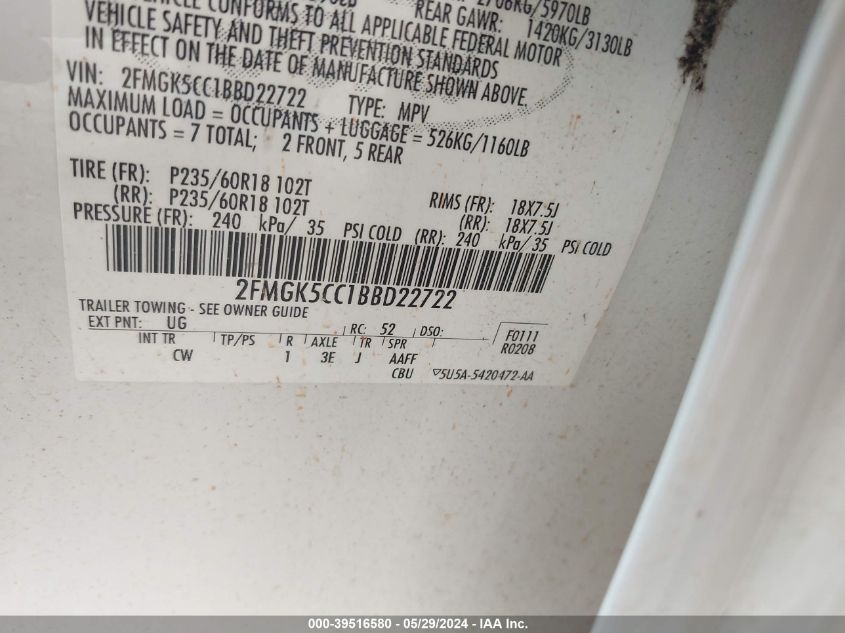 2706KG/5970LB
REAR GAWR: 1420KG/3130LB
VEHICLE CONFORMS TO ALL APPLICABLE FEDERAL MOTOR
VEHICLE SAFETY AND THEFT PREVENTION STANDARDS
IN EFFECT ON THE DATE OF MANUFACTURE SHOWN ABOVE.
VIN: 2FMGK5CC1BBD22722 TYPE: MPV
MAXIMUM LOAD = OCCUPANTS + LUGGAGE = 526KG/1160LB
OCCUPANTS = 7 TOTAL; 2 FRONT, 5 REAR
TIRE (FR): P235/60R18 102T RIMS (FR): 18X7.5J
(RR): P235/60R18 102T (RR): 18X7.5J
PRESSURE (FR): 240 kPa/ 35 PSI COLD (RR): 240 kPa/ 35 PSI COLD
2FMGK5CC1BBD22722
TRAILER TOWING - SEE OWNER GUIDE
EXT PNT: UG RC: 52 DSO: F0111
INT TR TP/PS R AXLE TR SPR R0208
CW 1 3E J AAFF
CBU ▽5U5A-5420472-AA
000-39516580 - 05/29/2024 - IAAI.com.